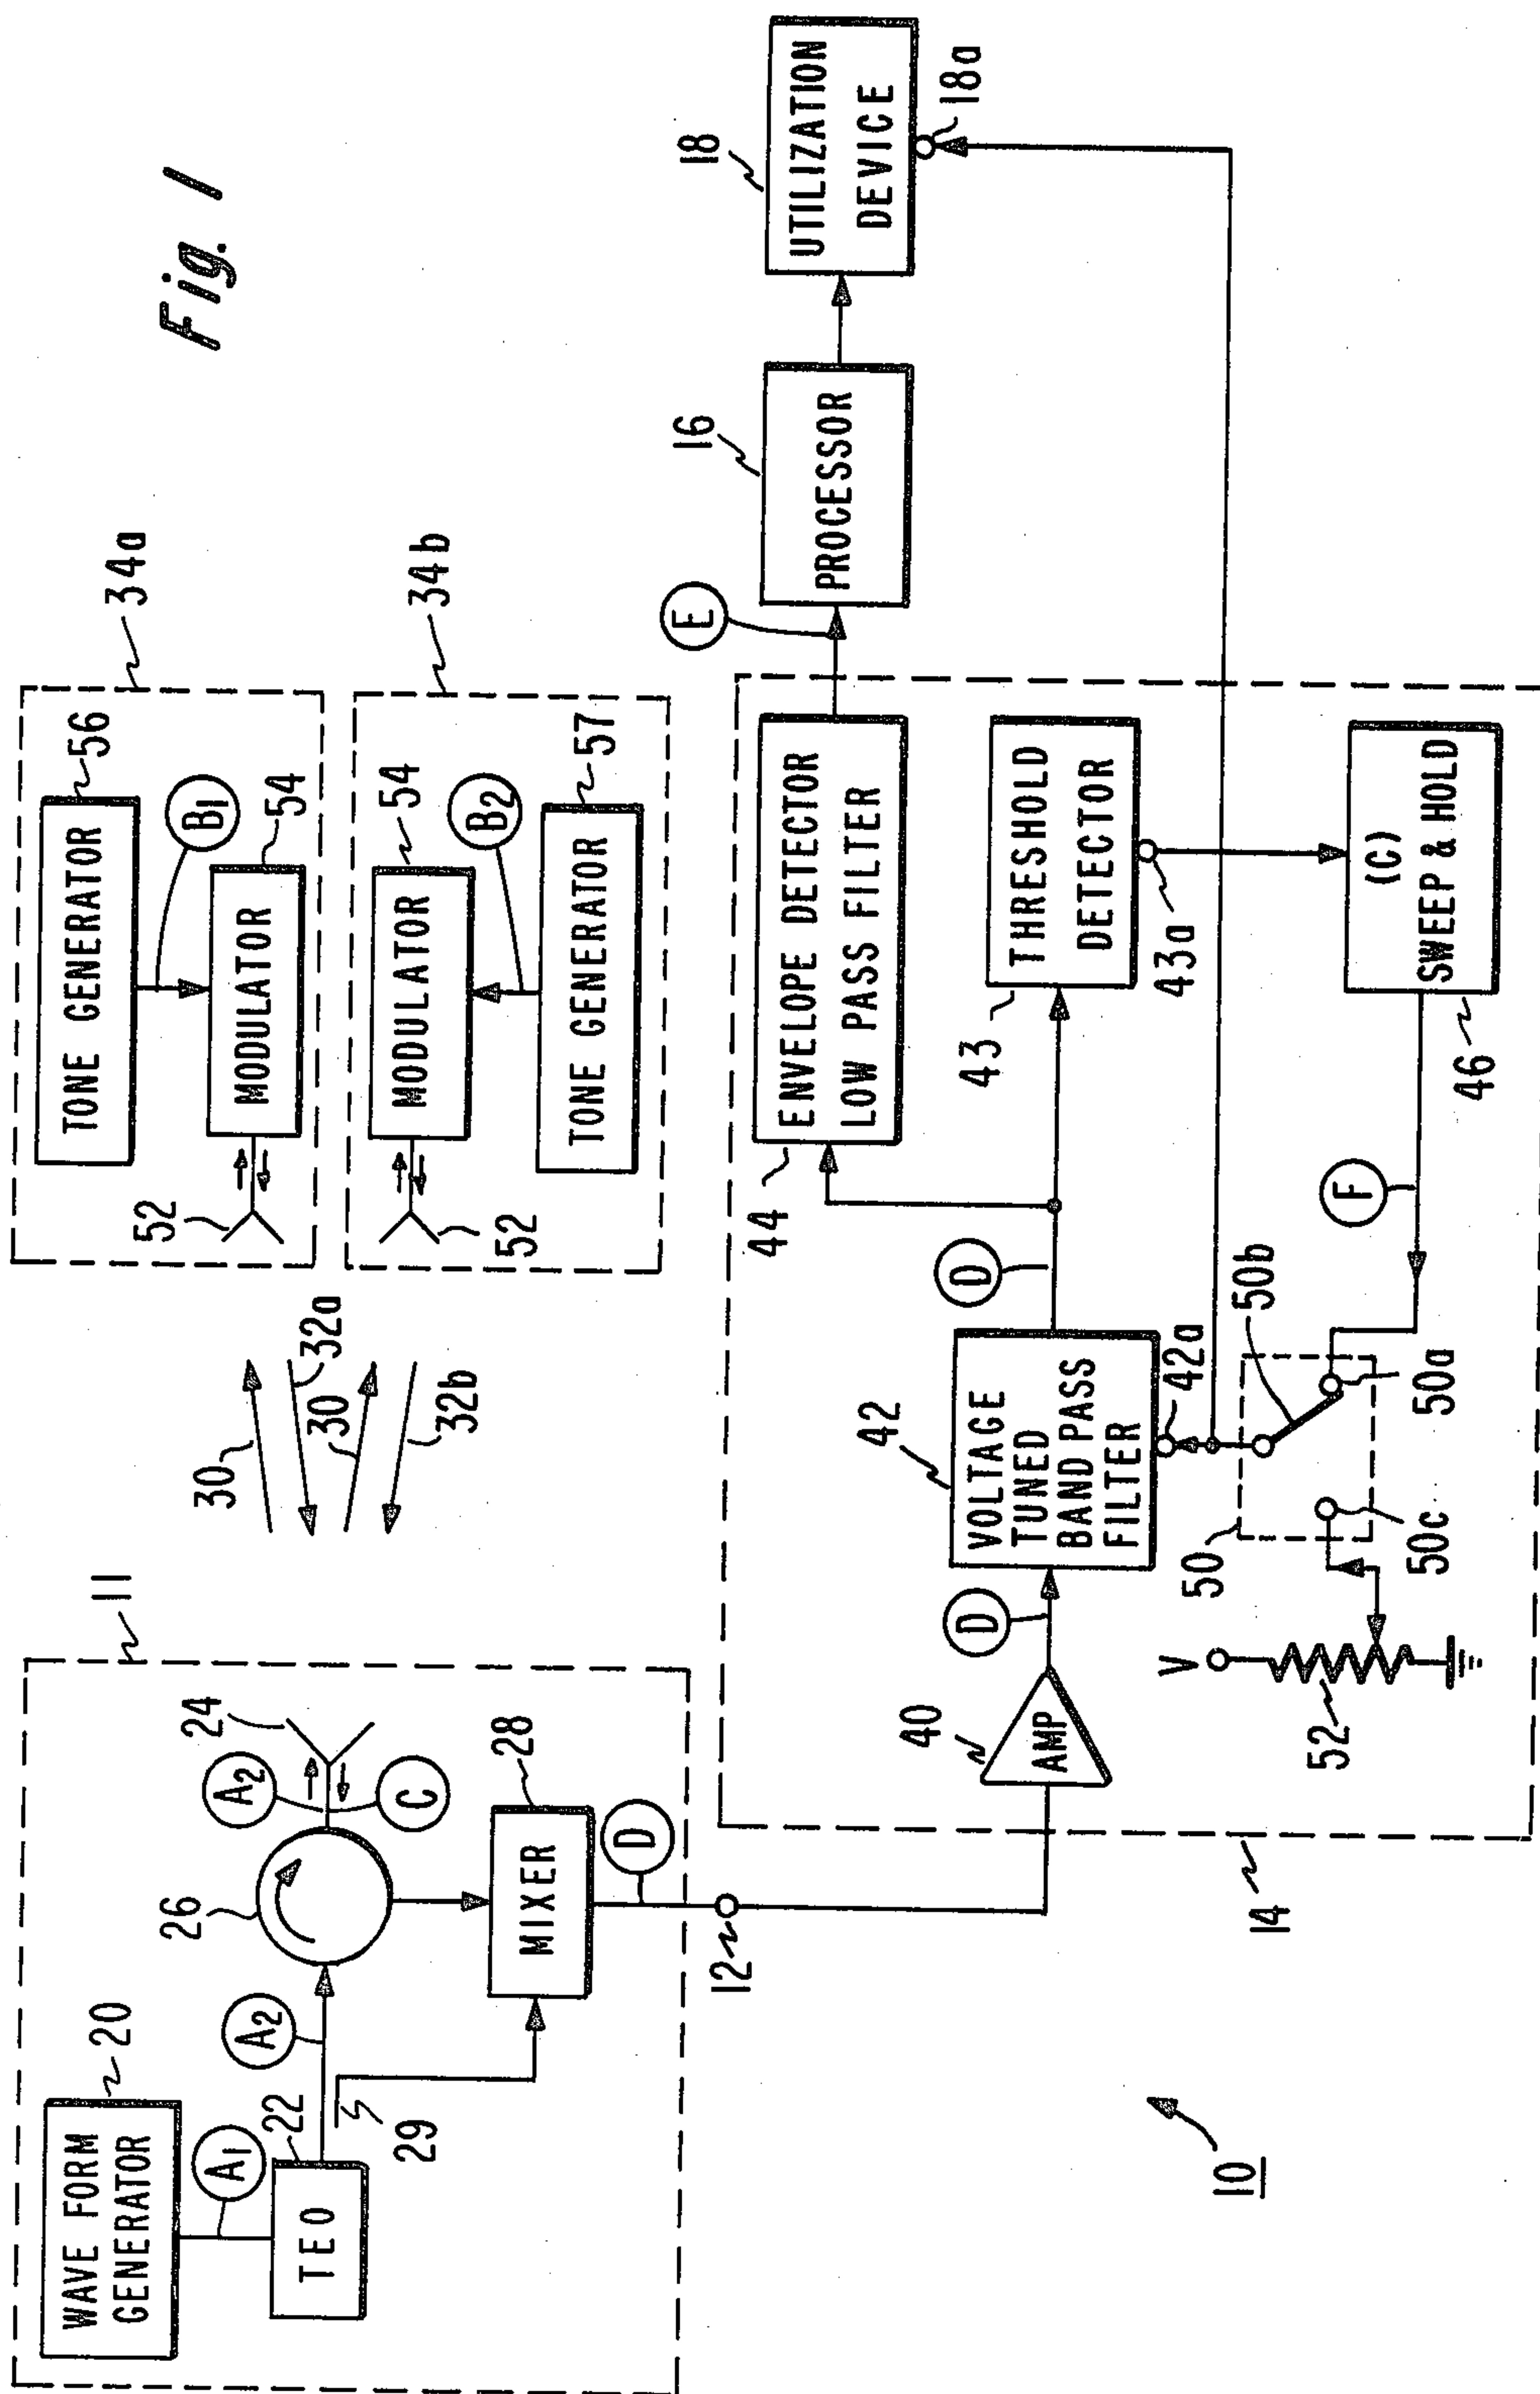 Fig. 1
WAVE FORM
GENERATOR
20
A1
TEO
22
A2
29
26
A2
C
24
MIXER
28
D
11
12
30
32a
30
32b
TONE GENERATOR
56
B1
MODULATOR
54
52
34a
MODULATOR
54
B2
52
TONE GENERATOR
57
34b
10
14
AMP
40
D
VOLTAGE
TUNED
BAND PASS
FILTER
42
42a
D
44
ENVELOPE DETECTOR
LOW PASS FILTER
E
PROCESSOR
16
UTILIZATION
DEVICE
18
18a
43
THRESHOLD
DETECTOR
43a
(C)
SWEEP & HOLD
46
F
50
50b
50a
50c
V
52